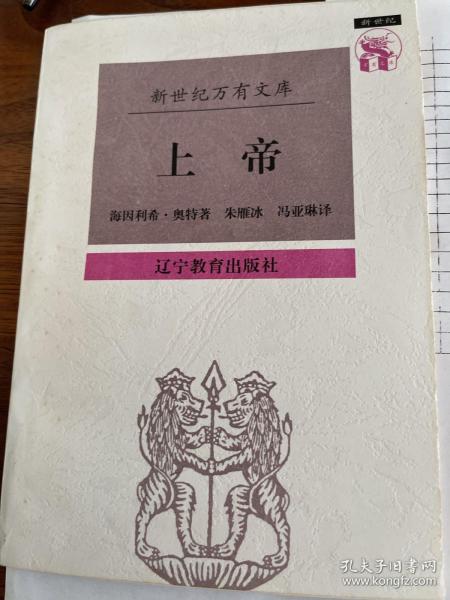 新世纪
新世纪万有文库
上帝
海因利希·奥特著 朱雁冰 冯亚琳译
辽宁教育出版社
孔夫子旧书网
www.kongfz.com